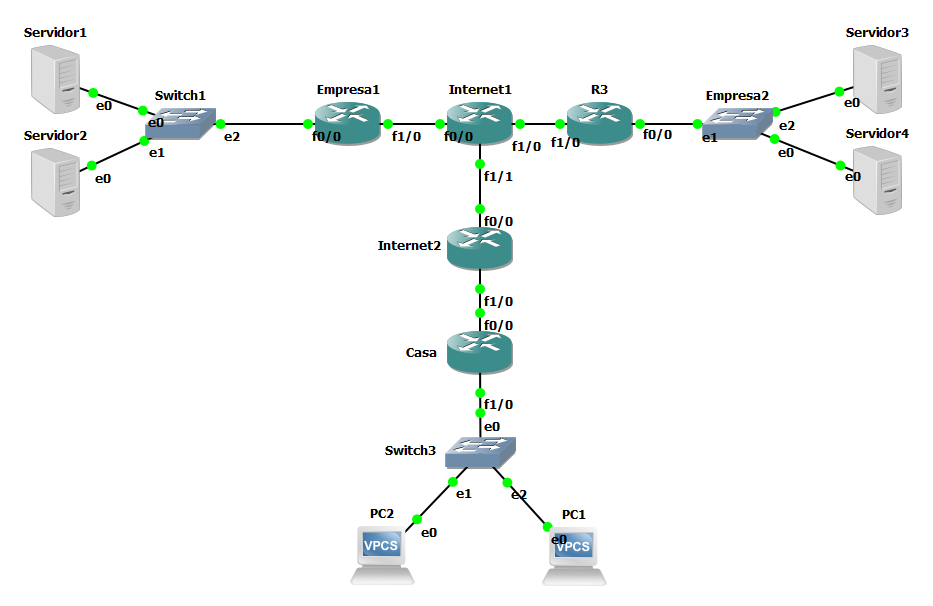 Servidor1
e0
Servidor2
e0
Switch1
e0
e1
e2
Empresa1
f0/0
f1/0
Internet1
f0/0
f1/0
f1/1
R3
f1/0
f0/0
Empresa2
e1
e2
e0
Servidor3
e0
Servidor4
e0
f0/0
Internet2
f1/0
f0/0
Casa
f1/0
e0
Switch3
e1
e2
PC2
e0
VPCS
PC1
e0
VPCS